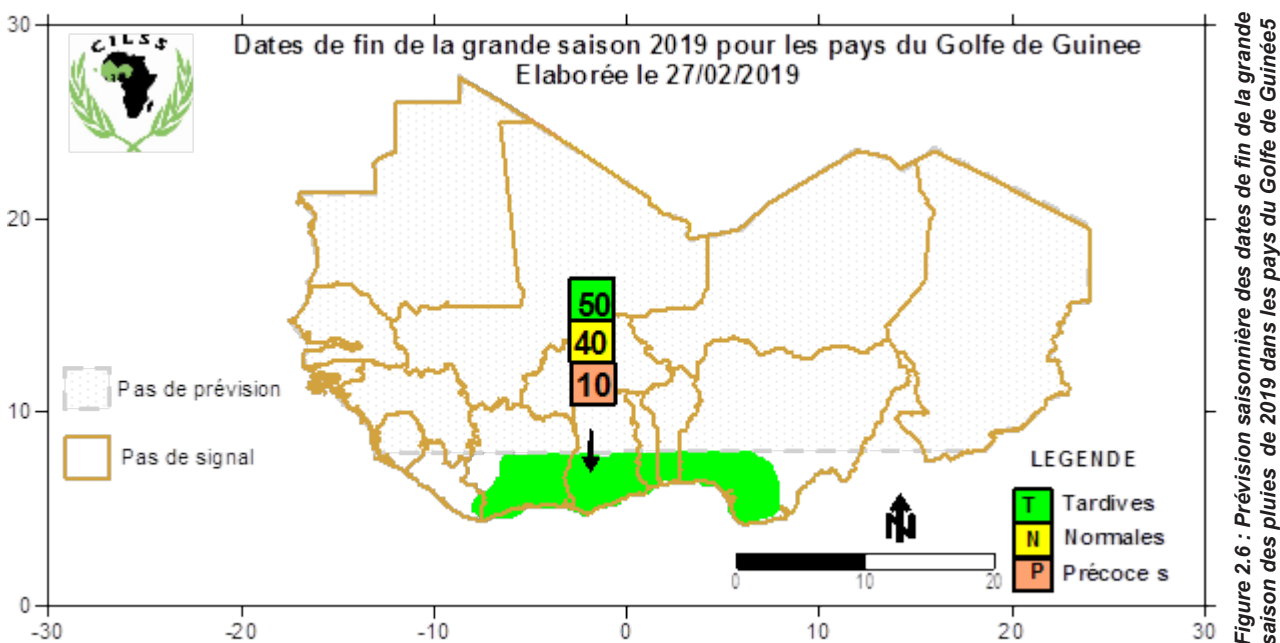 30
20
10
0
-30
-20
-10
0
10
20
30
CILSS
Dates de fin de la grande saison 2019 pour les pays du Golfe de Guinee
Elaborée le 27/02/2019
50
40
10
Pas de prévision
Pas de signal
LEGENDE
T Tardives
N Normales
P Précoce s
N
0 10 20
Figure 2.6 : Prévision saisonnière des dates de fin de la grande
saison des pluies de 2019 dans les pays du Golfe de Guinée5